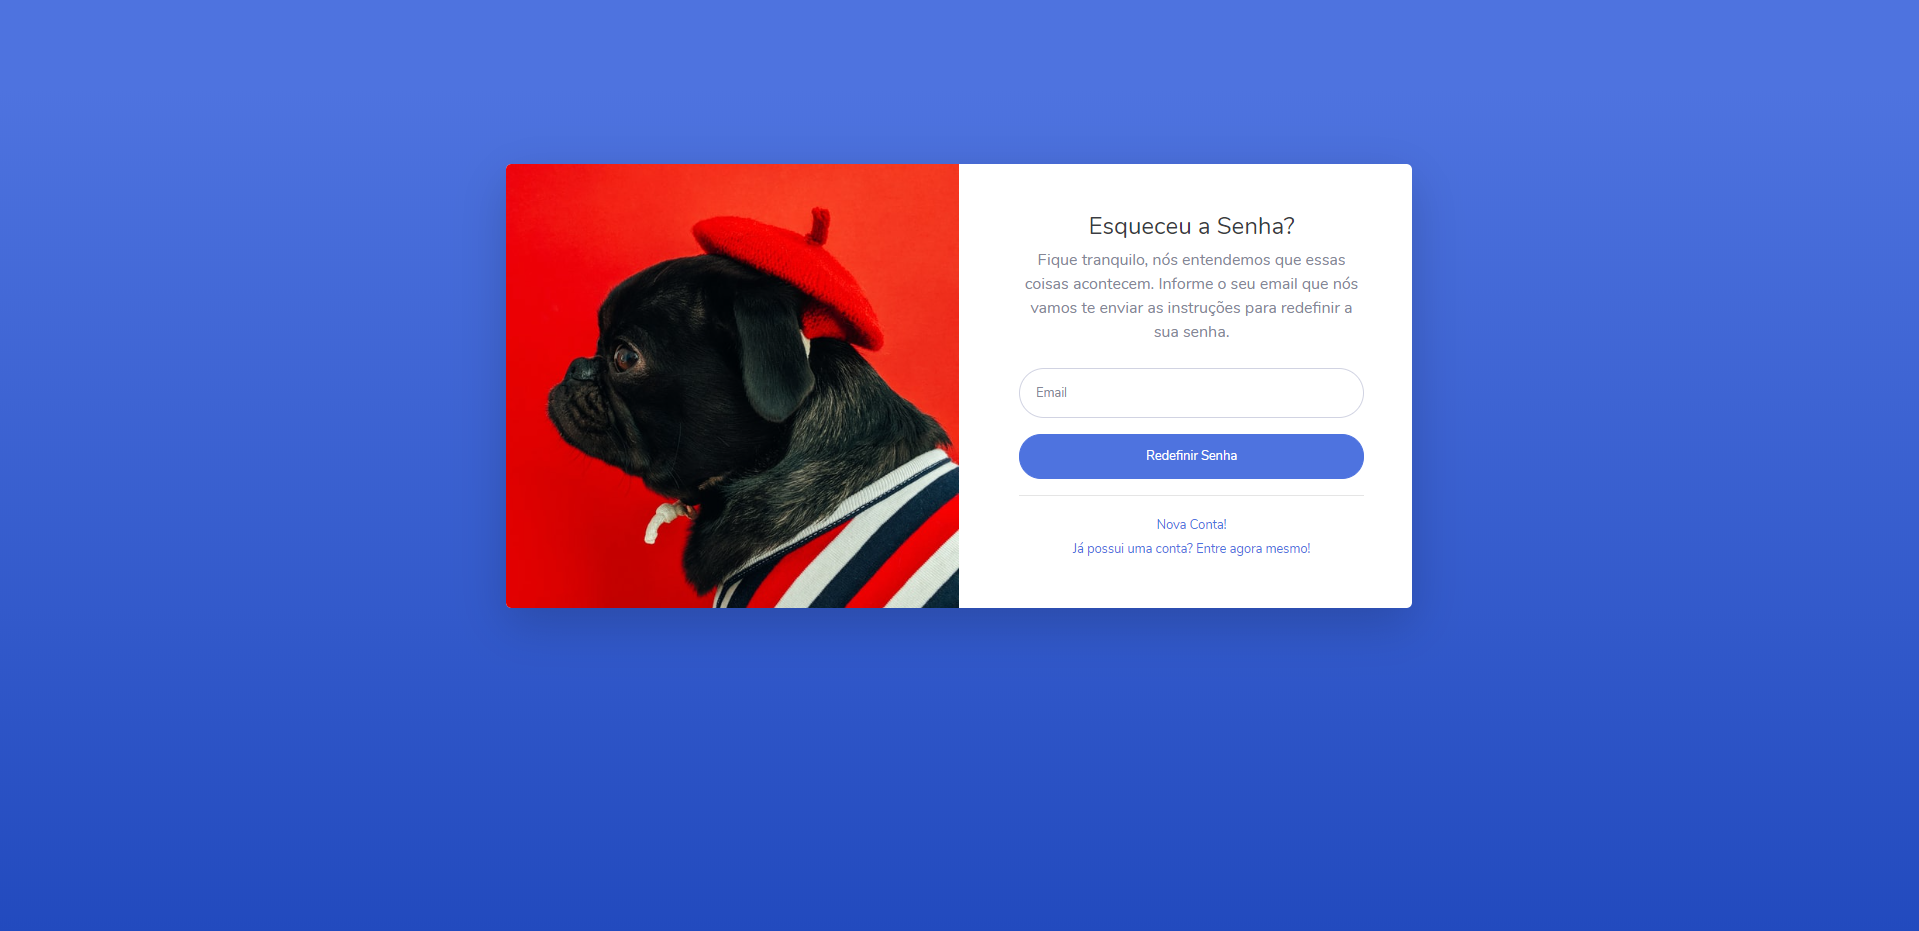 Esqueceu a Senha?
Fique tranquilo, nós entendemos que essas
coisas acontecem. Informe o seu email que nós
vamos te enviar as instruções para redefinir a
sua senha.
Email
Redefinir Senha
Nova Conta!
Já possui uma conta? Entre agora mesmo!